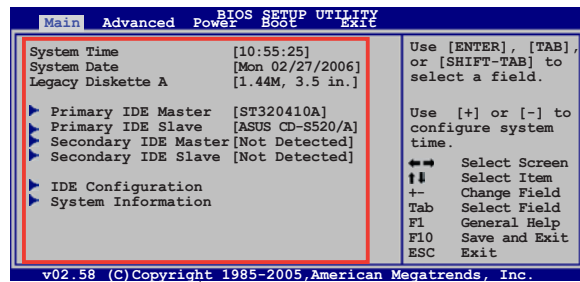 BIOS SETUP UTILITY
Main Advanced Power Boot Exit
System Time [10:55:25]
System Date [Mon 02/27/2006]
Legacy Diskette A [1.44M, 3.5 in.]
Primary IDE Master [ST320410A]
Primary IDE Slave [ASUS CD-S520/A]
Secondary IDE Master [Not Detected]
Secondary IDE Slave [Not Detected]
IDE Configuration
System Information
Use [ENTER], [TAB],
or [SHIFT-TAB] to
select a field.
Use [+] or [-] to
configure system
time.
Select Screen
Select Item
+- Change Field
Tab Select Field
F1 General Help
F10 Save and Exit
ESC Exit
v02.58 (C)Copyright 1985-2005,American Megatrends, Inc.